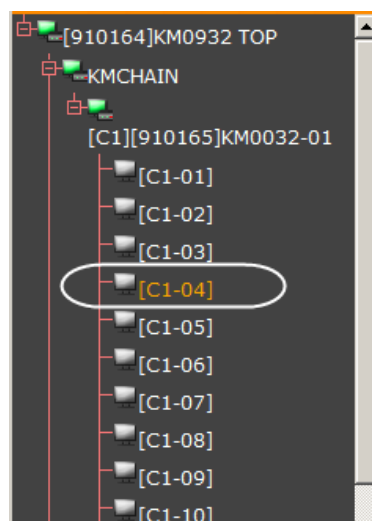 [910164]KM0932 TOP
KMCHAIN
[C1][910165]KM0032-01
[C1-01]
[C1-02]
[C1-03]
[C1-04]
[C1-05]
[C1-06]
[C1-07]
[C1-08]
[C1-09]
[C1-10]